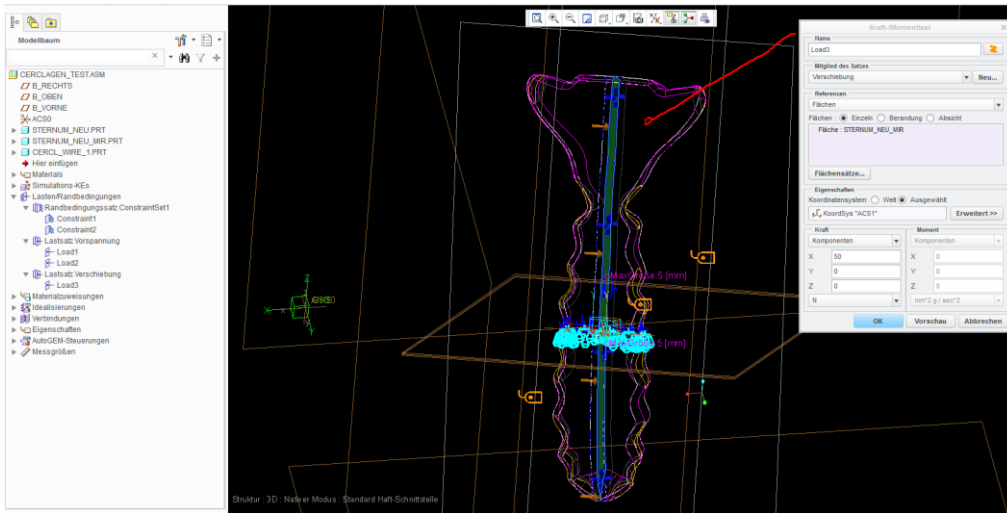 Modellbaum
CERCLAGEN_TEST.ASM
B_RECHTS
B_OBEN
B_VORNE
ACS0
STERNUM_NEU.PRT
STERNUM_NEU_MIR.PRT
CERCL_WIRE_1.PRT
Hier einfügen
Materials
Simulations-KEs
Lasten/Randbedingungen
Randbedingungssatz ConstraintSet1
Constraint1
Constraint2
Lastsatz Vorspannung
Load1
Load2
Lastsatz Verschiebung
Load3
Materialzuweisungen
Idealisierungen
Verbindungen
Eigenschaften
AutoGEM-Steuerungen
Messgrößen
Z
Y
5 [mm]
5 [mm]
Struktur : 3D : Nativer Modus : Standard Haft-Schnittstelle
Kraft-/Momentlast
Name
Load3
Mitglied des Satzes
Verschiebung
Neu...
Referenzen
Flächen
Flächen : Einzeln Berandung Absicht
Fläche : STERNUM_NEU_MIR
Flächensätze...
Eigenschaften
Koordinatensystem: Welt Ausgewählt
KoordSys "ACS1" Erweitert >>
Kraft Moment
Komponenten Komponenten
X 50 X 0
Y 0 Y 0
Z 0 Z 0
N mm^2 g / sec^2
OK Vorschau Abbrechen